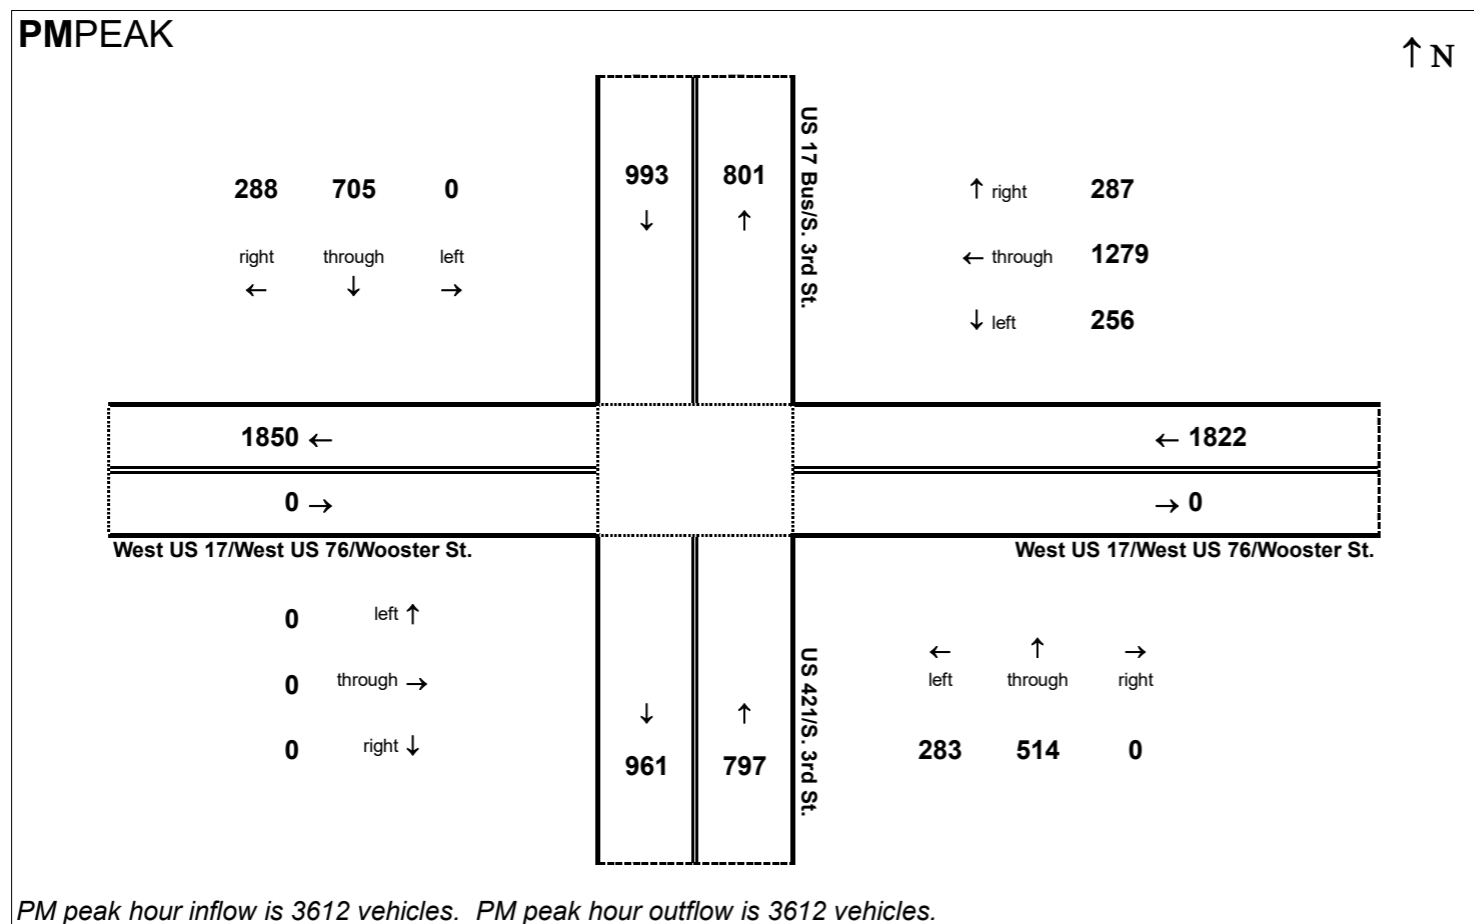 PMPEAK
↑ N
993 801
↓ ↑
US 17 Bus/S. 3rd St.
288 705 0
right through left
← ↓ →
↑ right 287
← through 1279
↓ left 256
1850 ←
← 1822
0 →
→ 0
West US 17/West US 76/Wooster St.
West US 17/West US 76/Wooster St.
0 left ↑
0 through →
0 right ↓
↓ ↑
961 797
US 421/S. 3rd St.
← ↑ →
left through right
283 514 0
PM peak hour inflow is 3612 vehicles. PM peak hour outflow is 3612 vehicles.